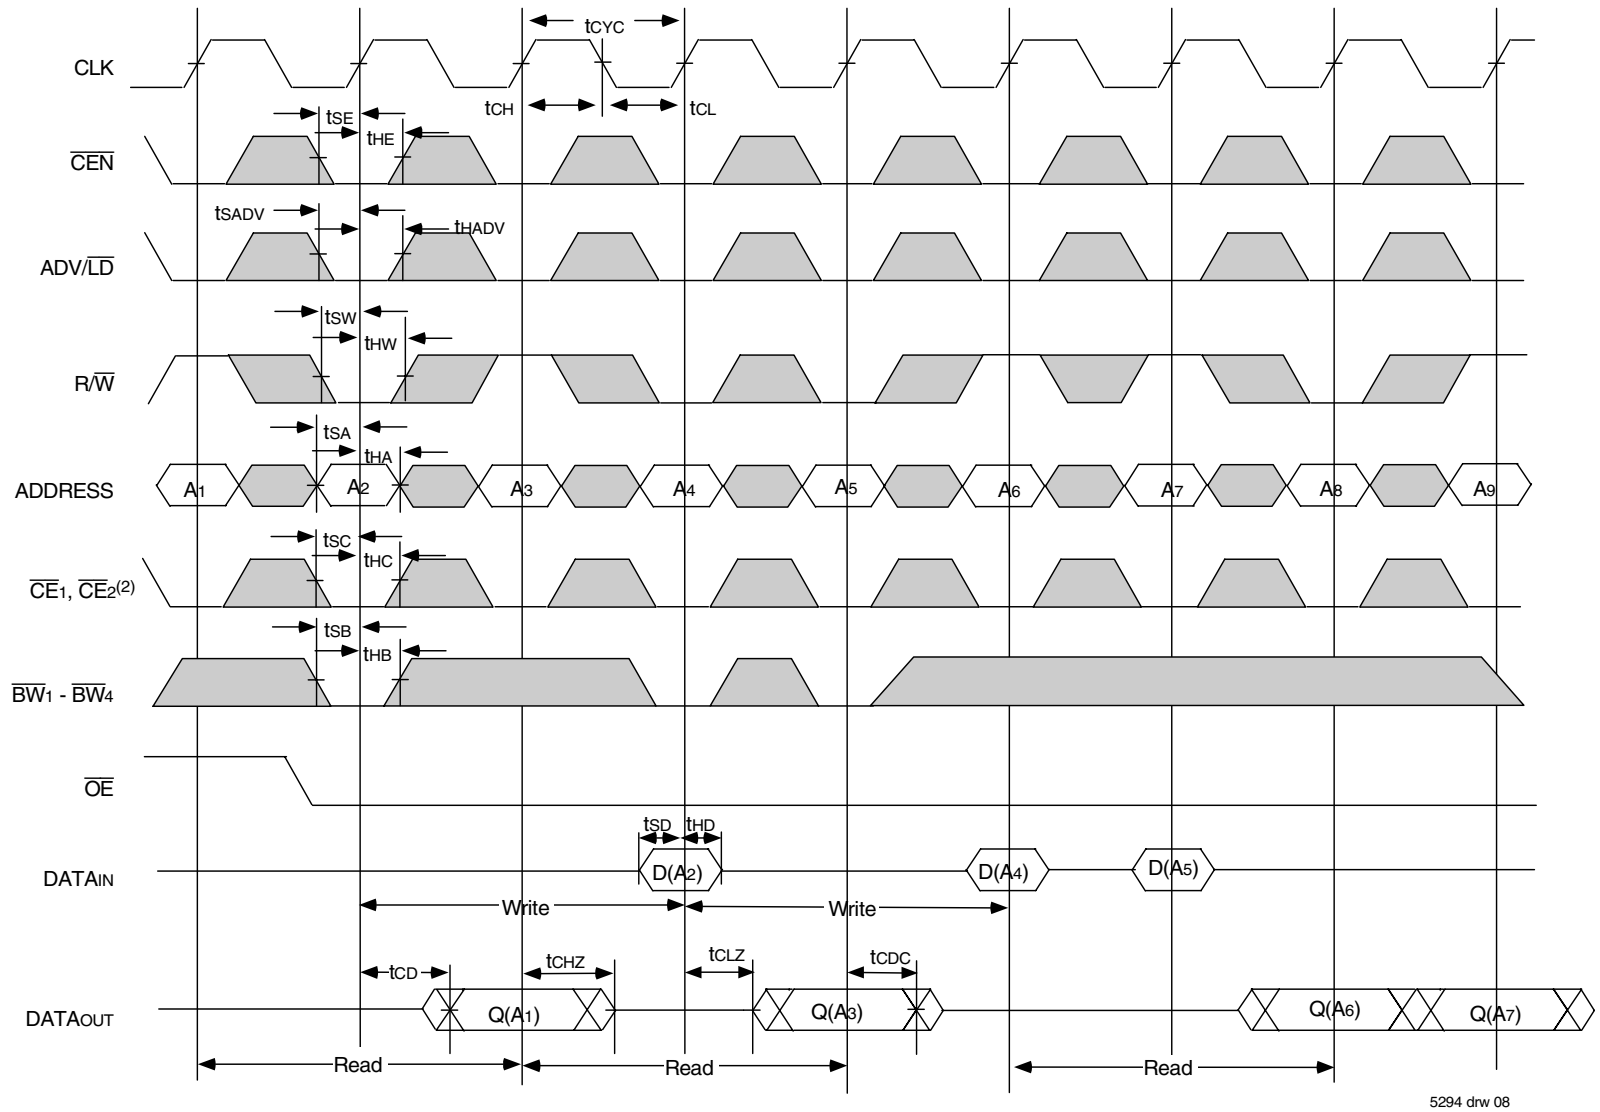 tCYC
CLK
tCH
tCL
tSE
tHE
CEN
tSADV
tHADV
ADV/LD
tSW
tHW
R/W
tSA
tHA
ADDRESS
A1 A2 A3 A4 A5 A6 A7 A8 A9
tSC
tHC
CE1, CE2(2)
tSB
tHB
BW1 - BW4
OE
tSD tHD
DATAIN
D(A2) D(A4) D(A5)
Write Write
tCD tCHZ tCLZ tCDC
DATAOUT
Q(A1) Q(A3) Q(A6) Q(A7)
Read Read Read
5294 drw 08